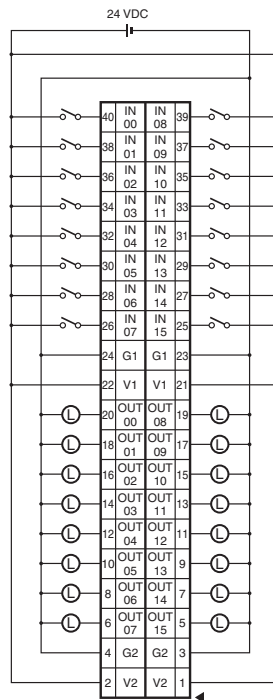 24 VDC
40 IN 00 IN 08 39
38 IN 01 IN 09 37
36 IN 02 IN 10 35
34 IN 03 IN 11 33
32 IN 04 IN 12 31
30 IN 05 IN 13 29
28 IN 06 IN 14 27
26 IN 07 IN 15 25
24 G1 G1 23
22 V1 V1 21
L 20 OUT 00 OUT 08 19 L
L 18 OUT 01 OUT 09 17 L
L 16 OUT 02 OUT 10 15 L
L 14 OUT 03 OUT 11 13 L
L 12 OUT 04 OUT 12 11 L
L 10 OUT 05 OUT 13 9 L
L 8 OUT 06 OUT 14 7 L
L 6 OUT 07 OUT 15 5 L
4 G2 G2 3
2 V2 V2 1